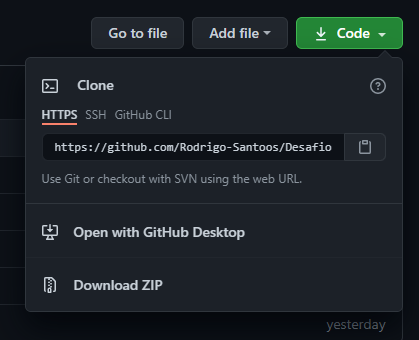 Go to file Add file Code
Clone
HTTPS SSH GitHub CLI
https://github.com/Rodrigo-Santoos/Desafio
Use Git or checkout with SVN using the web URL.
Open with GitHub Desktop
Download ZIP
yesterday